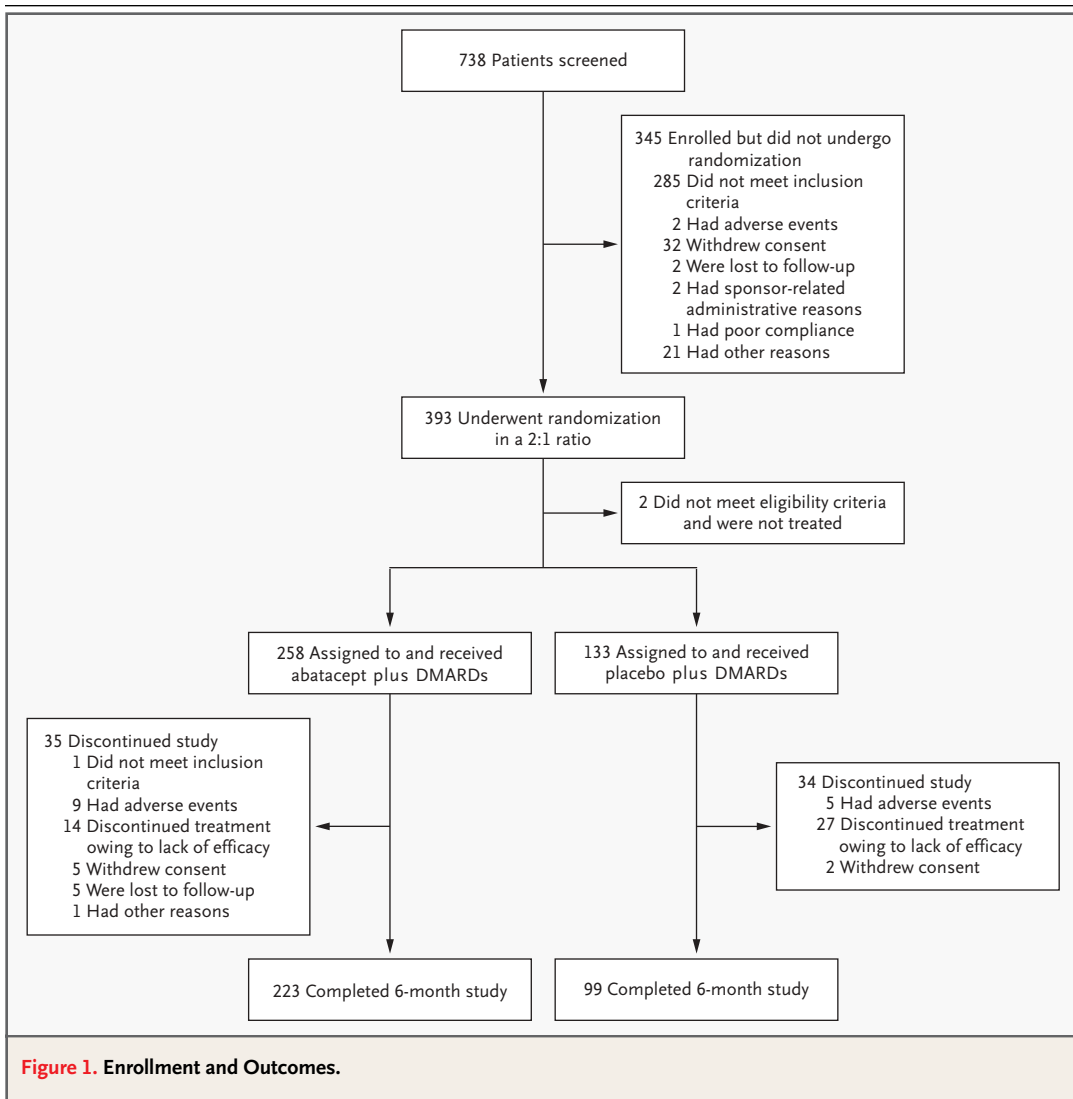 738 Patients screened
345 Enrolled but did not undergo
randomization
285 Did not meet inclusion
criteria
2 Had adverse events
32 Withdrew consent
2 Were lost to follow-up
2 Had sponsor-related
administrative reasons
1 Had poor compliance
21 Had other reasons
393 Underwent randomization
in a 2:1 ratio
2 Did not meet eligibility criteria
and were not treated
258 Assigned to and received
abatacept plus DMARDs
133 Assigned to and received
placebo plus DMARDs
35 Discontinued study
1 Did not meet inclusion
criteria
9 Had adverse events
14 Discontinued treatment
owing to lack of efficacy
5 Withdrew consent
5 Were lost to follow-up
1 Had other reasons
34 Discontinued study
5 Had adverse events
27 Discontinued treatment
owing to lack of efficacy
2 Withdrew consent
223 Completed 6-month study
99 Completed 6-month study
Figure 1. Enrollment and Outcomes.